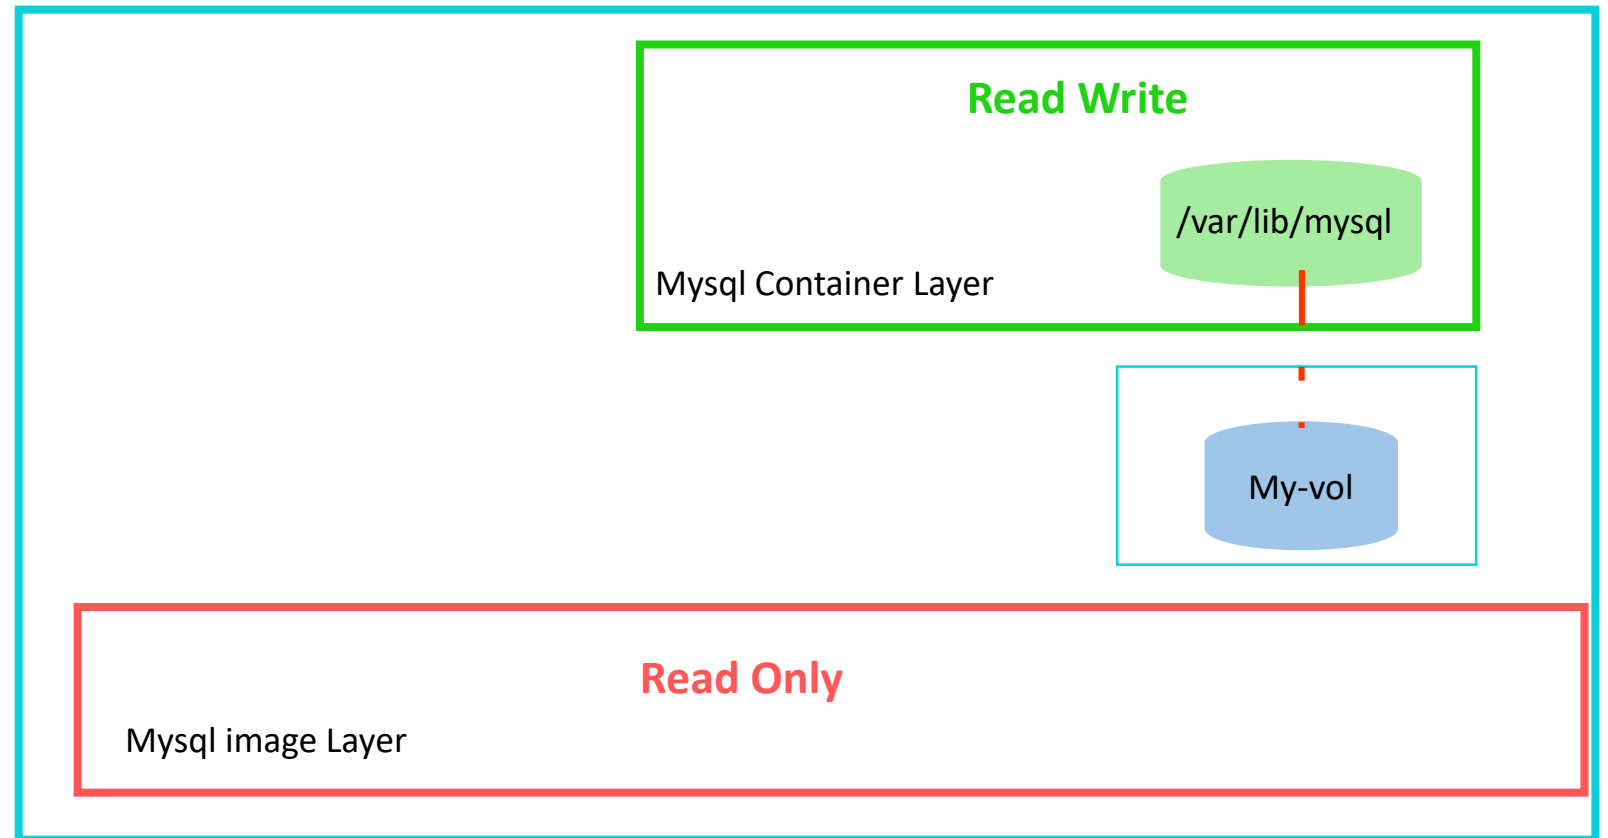 Read Write
/var/lib/mysql
Mysql Container Layer
My-vol
Read Only
Mysql image Layer